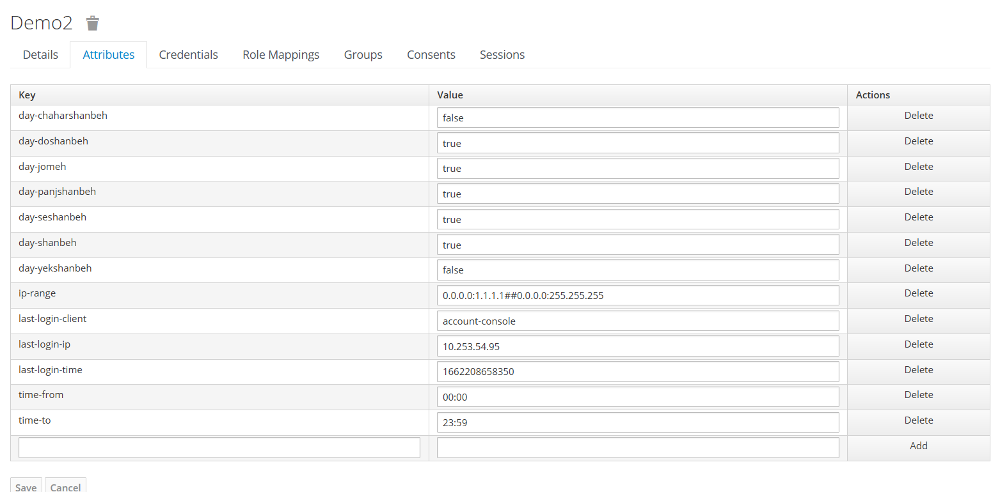 Demo2
Details Attributes Credentials Role Mappings Groups Consents Sessions
Key Value Actions
day-chaharshanbeh false Delete
day-doshanbeh true Delete
day-jomeh true Delete
day-panjshanbeh true Delete
day-seshanbeh true Delete
day-shanbeh true Delete
day-yekshanbeh false Delete
ip-range 0.0.0.0:1.1.1.1##0.0.0.0:255.255.255 Delete
last-login-client account-console Delete
last-login-ip 10.253.54.95 Delete
last-login-time 1662208658350 Delete
time-from 00:00 Delete
time-to 23:59 Delete
Add
Save Cancel